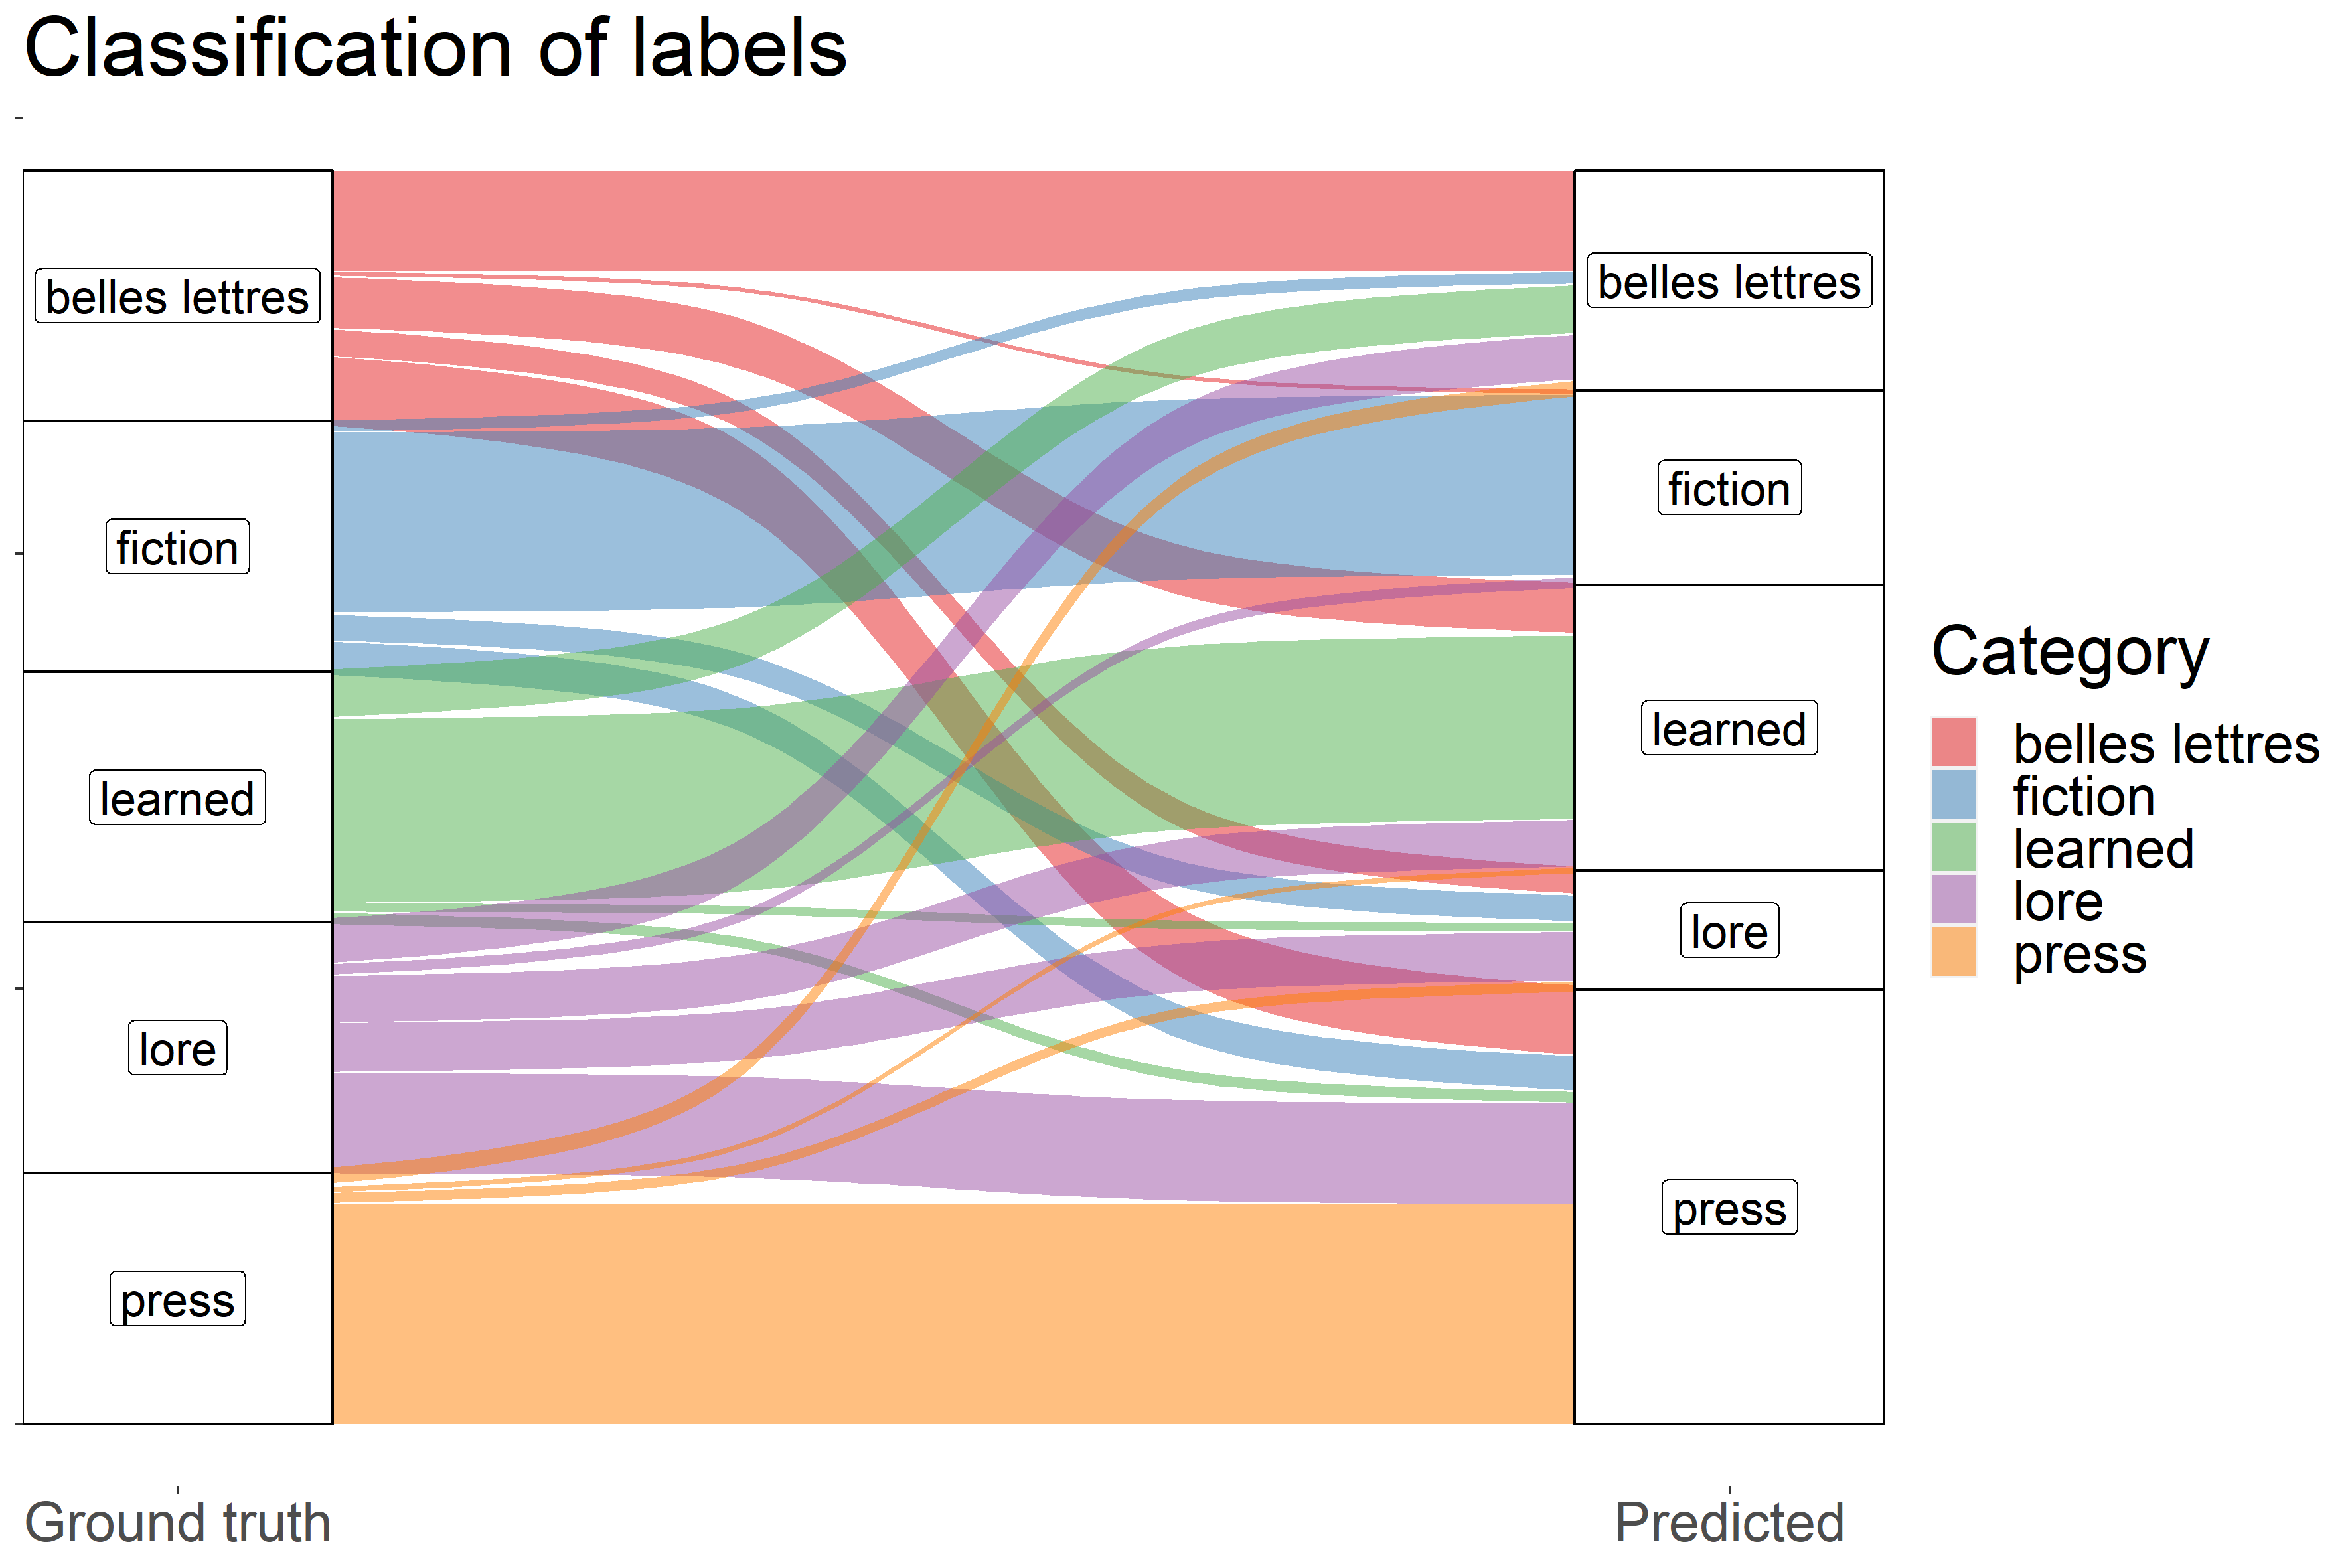 Classification of labels
belles lettres
fiction
learned
lore
press
belles lettres
fiction
learned
lore
press
Category
belles lettres
fiction
learned
lore
press
Ground truth
Predicted